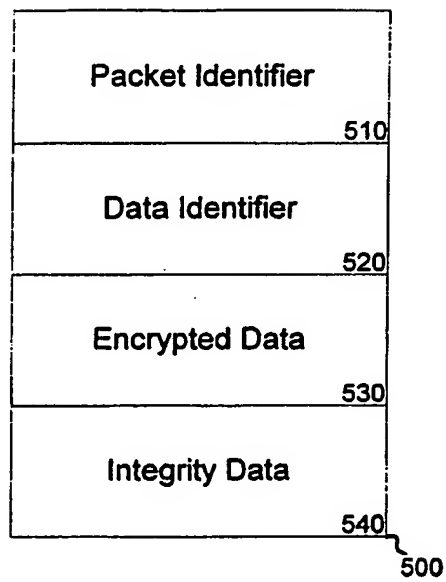 Packet Identifier
510
Data Identifier
520
Encrypted Data
530
Integrity Data
540
500